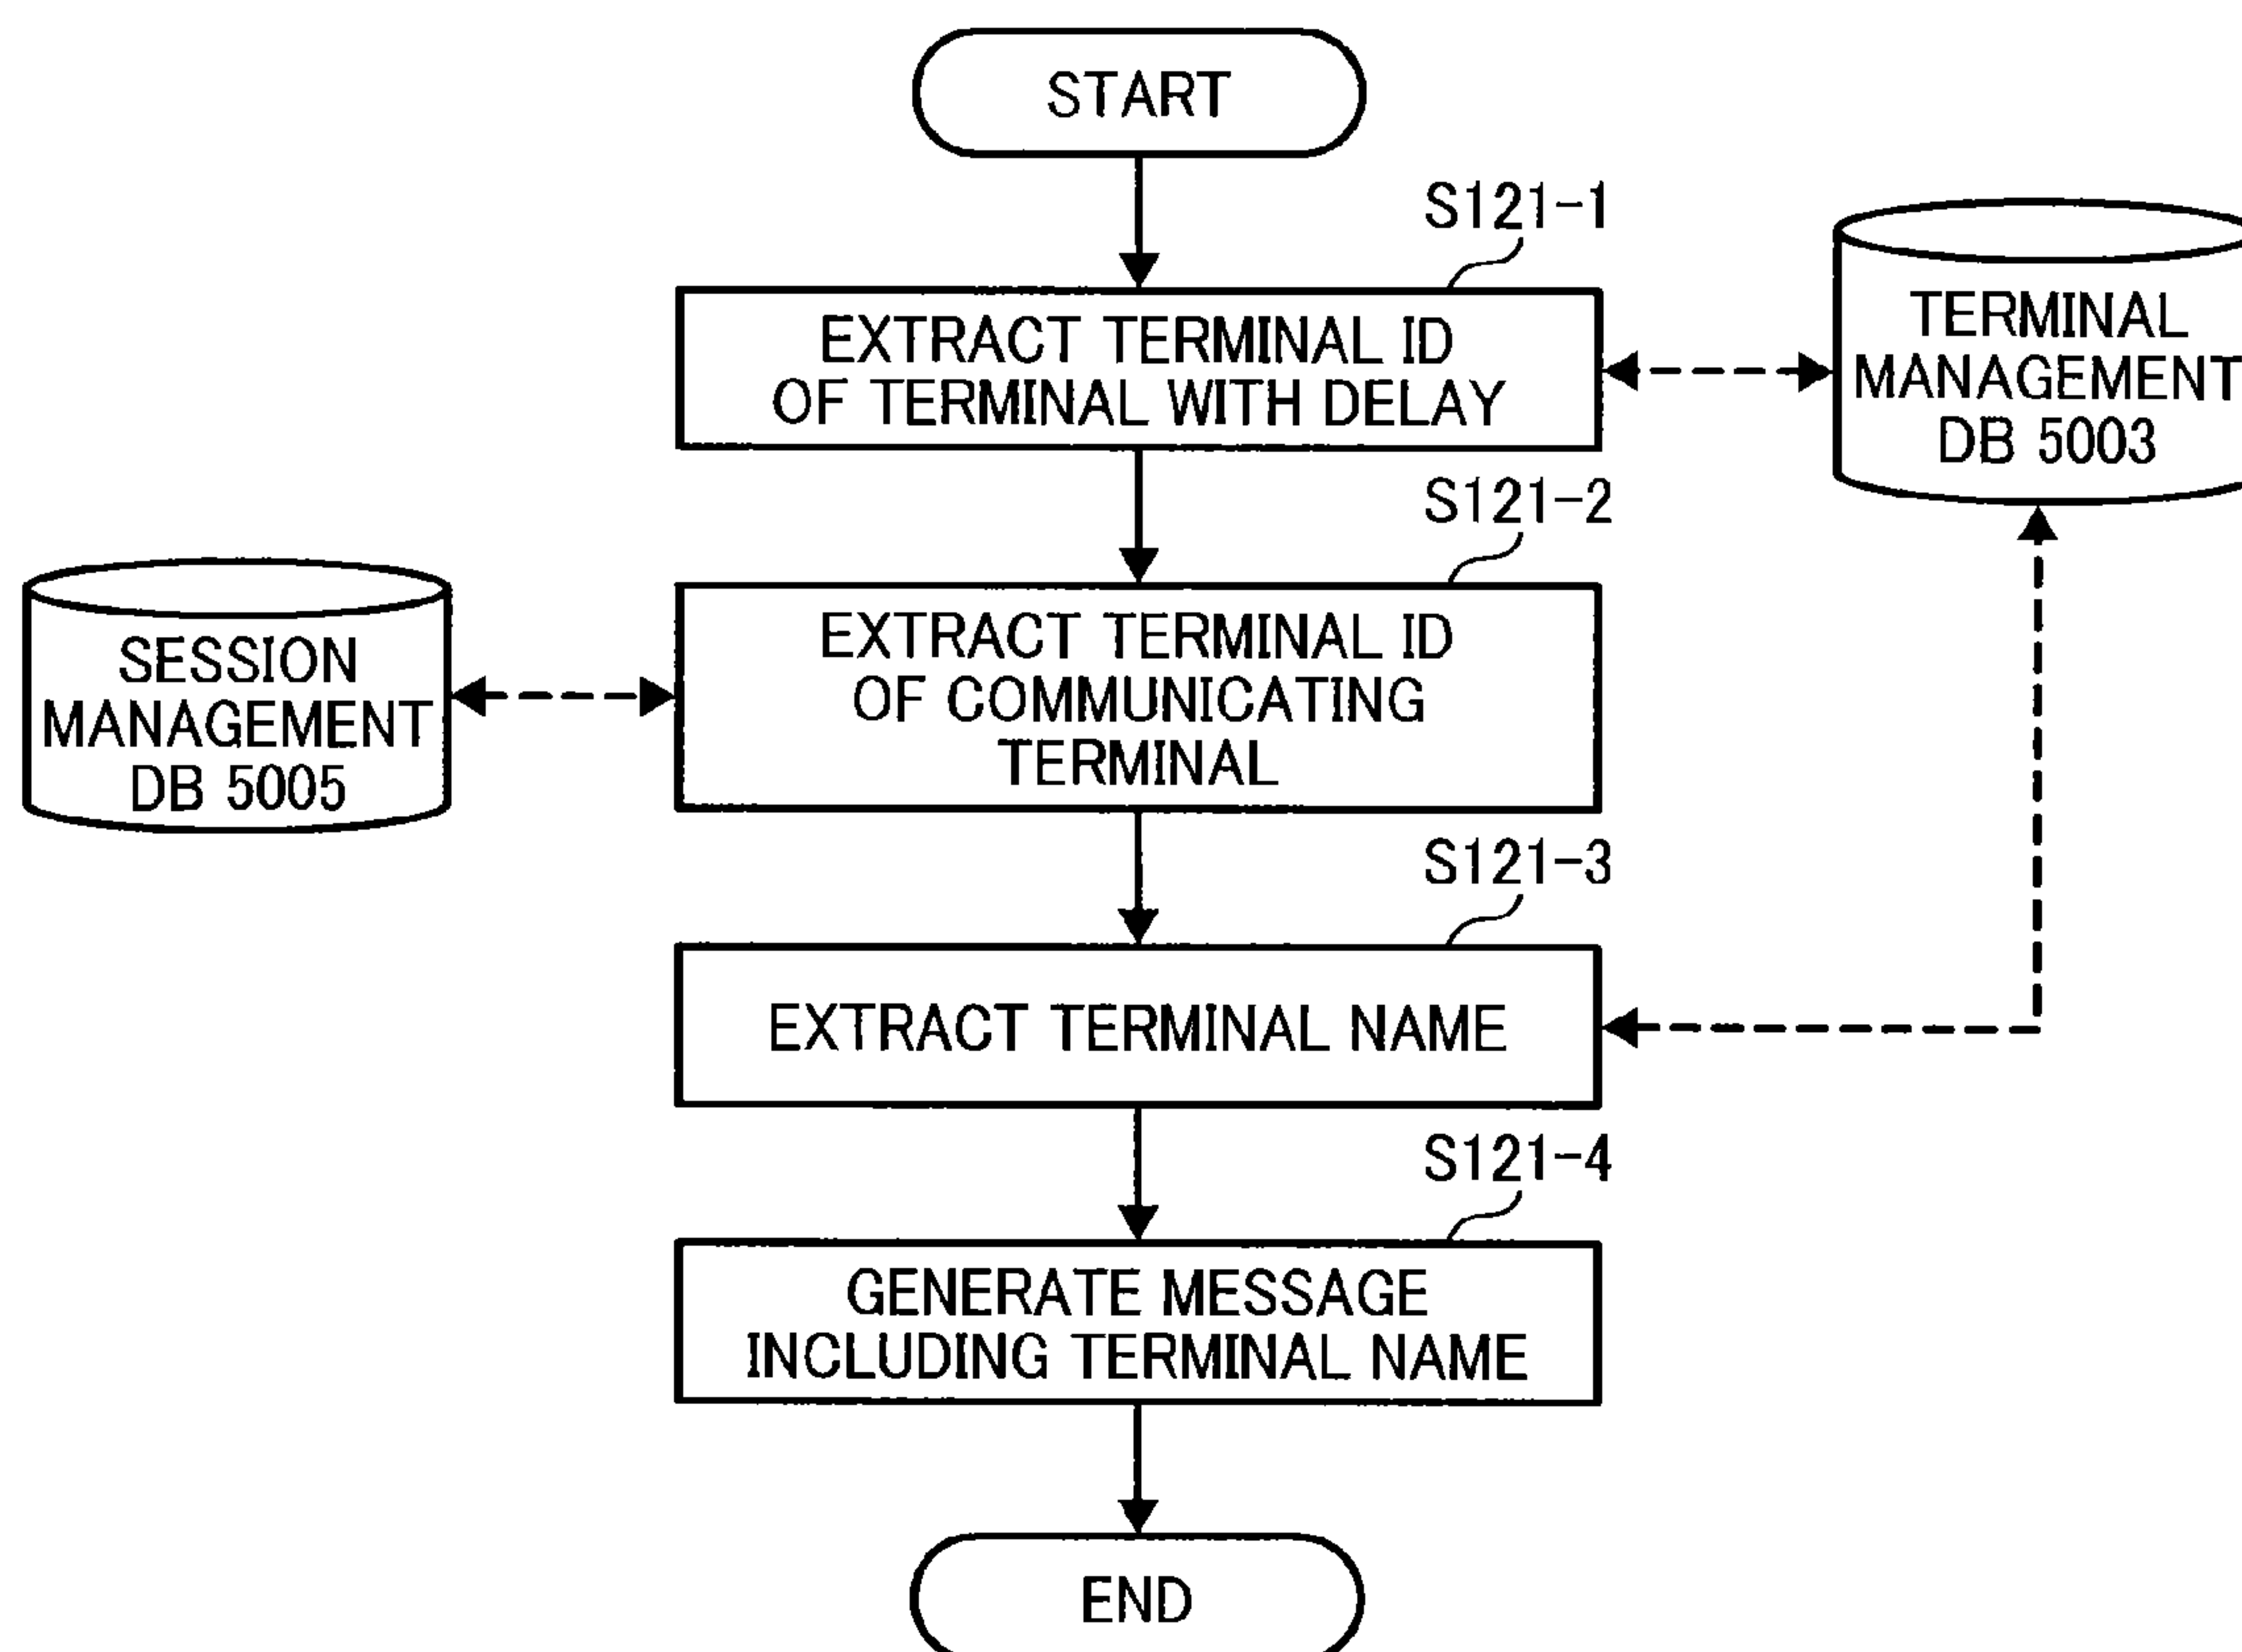 START
S121-1
EXTRACT TERMINAL ID
OF TERMINAL WITH DELAY
TERMINAL
MANAGEMENT
DB 5003
S121-2
EXTRACT TERMINAL ID
OF COMMUNICATING
TERMINAL
SESSION
MANAGEMENT
DB 5005
S121-3
EXTRACT TERMINAL NAME
S121-4
GENERATE MESSAGE
INCLUDING TERMINAL NAME
END